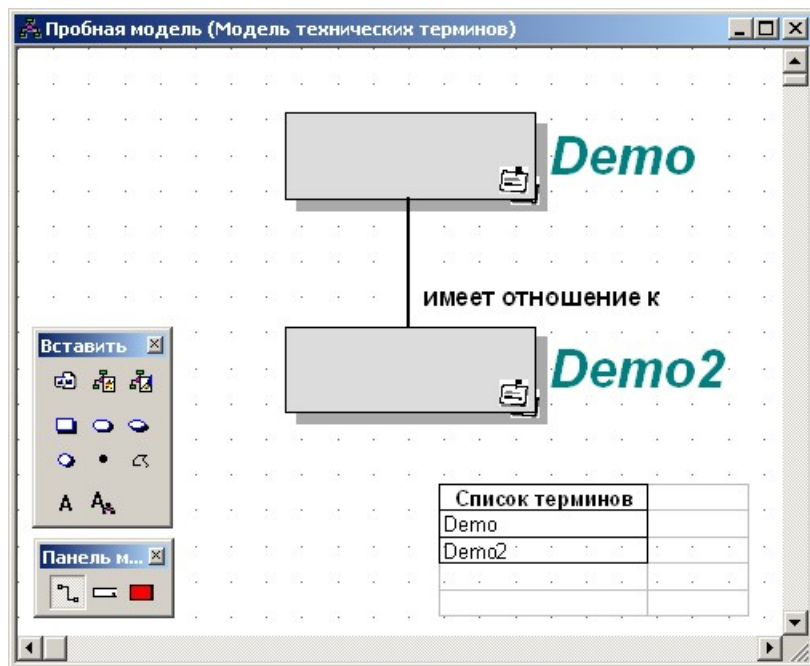 Пробная модель (Модель технических терминов)
Demo
имеет отношение к
Demo2
Вставить
A A
Список терминов
Demo
Demo2
Панель м...